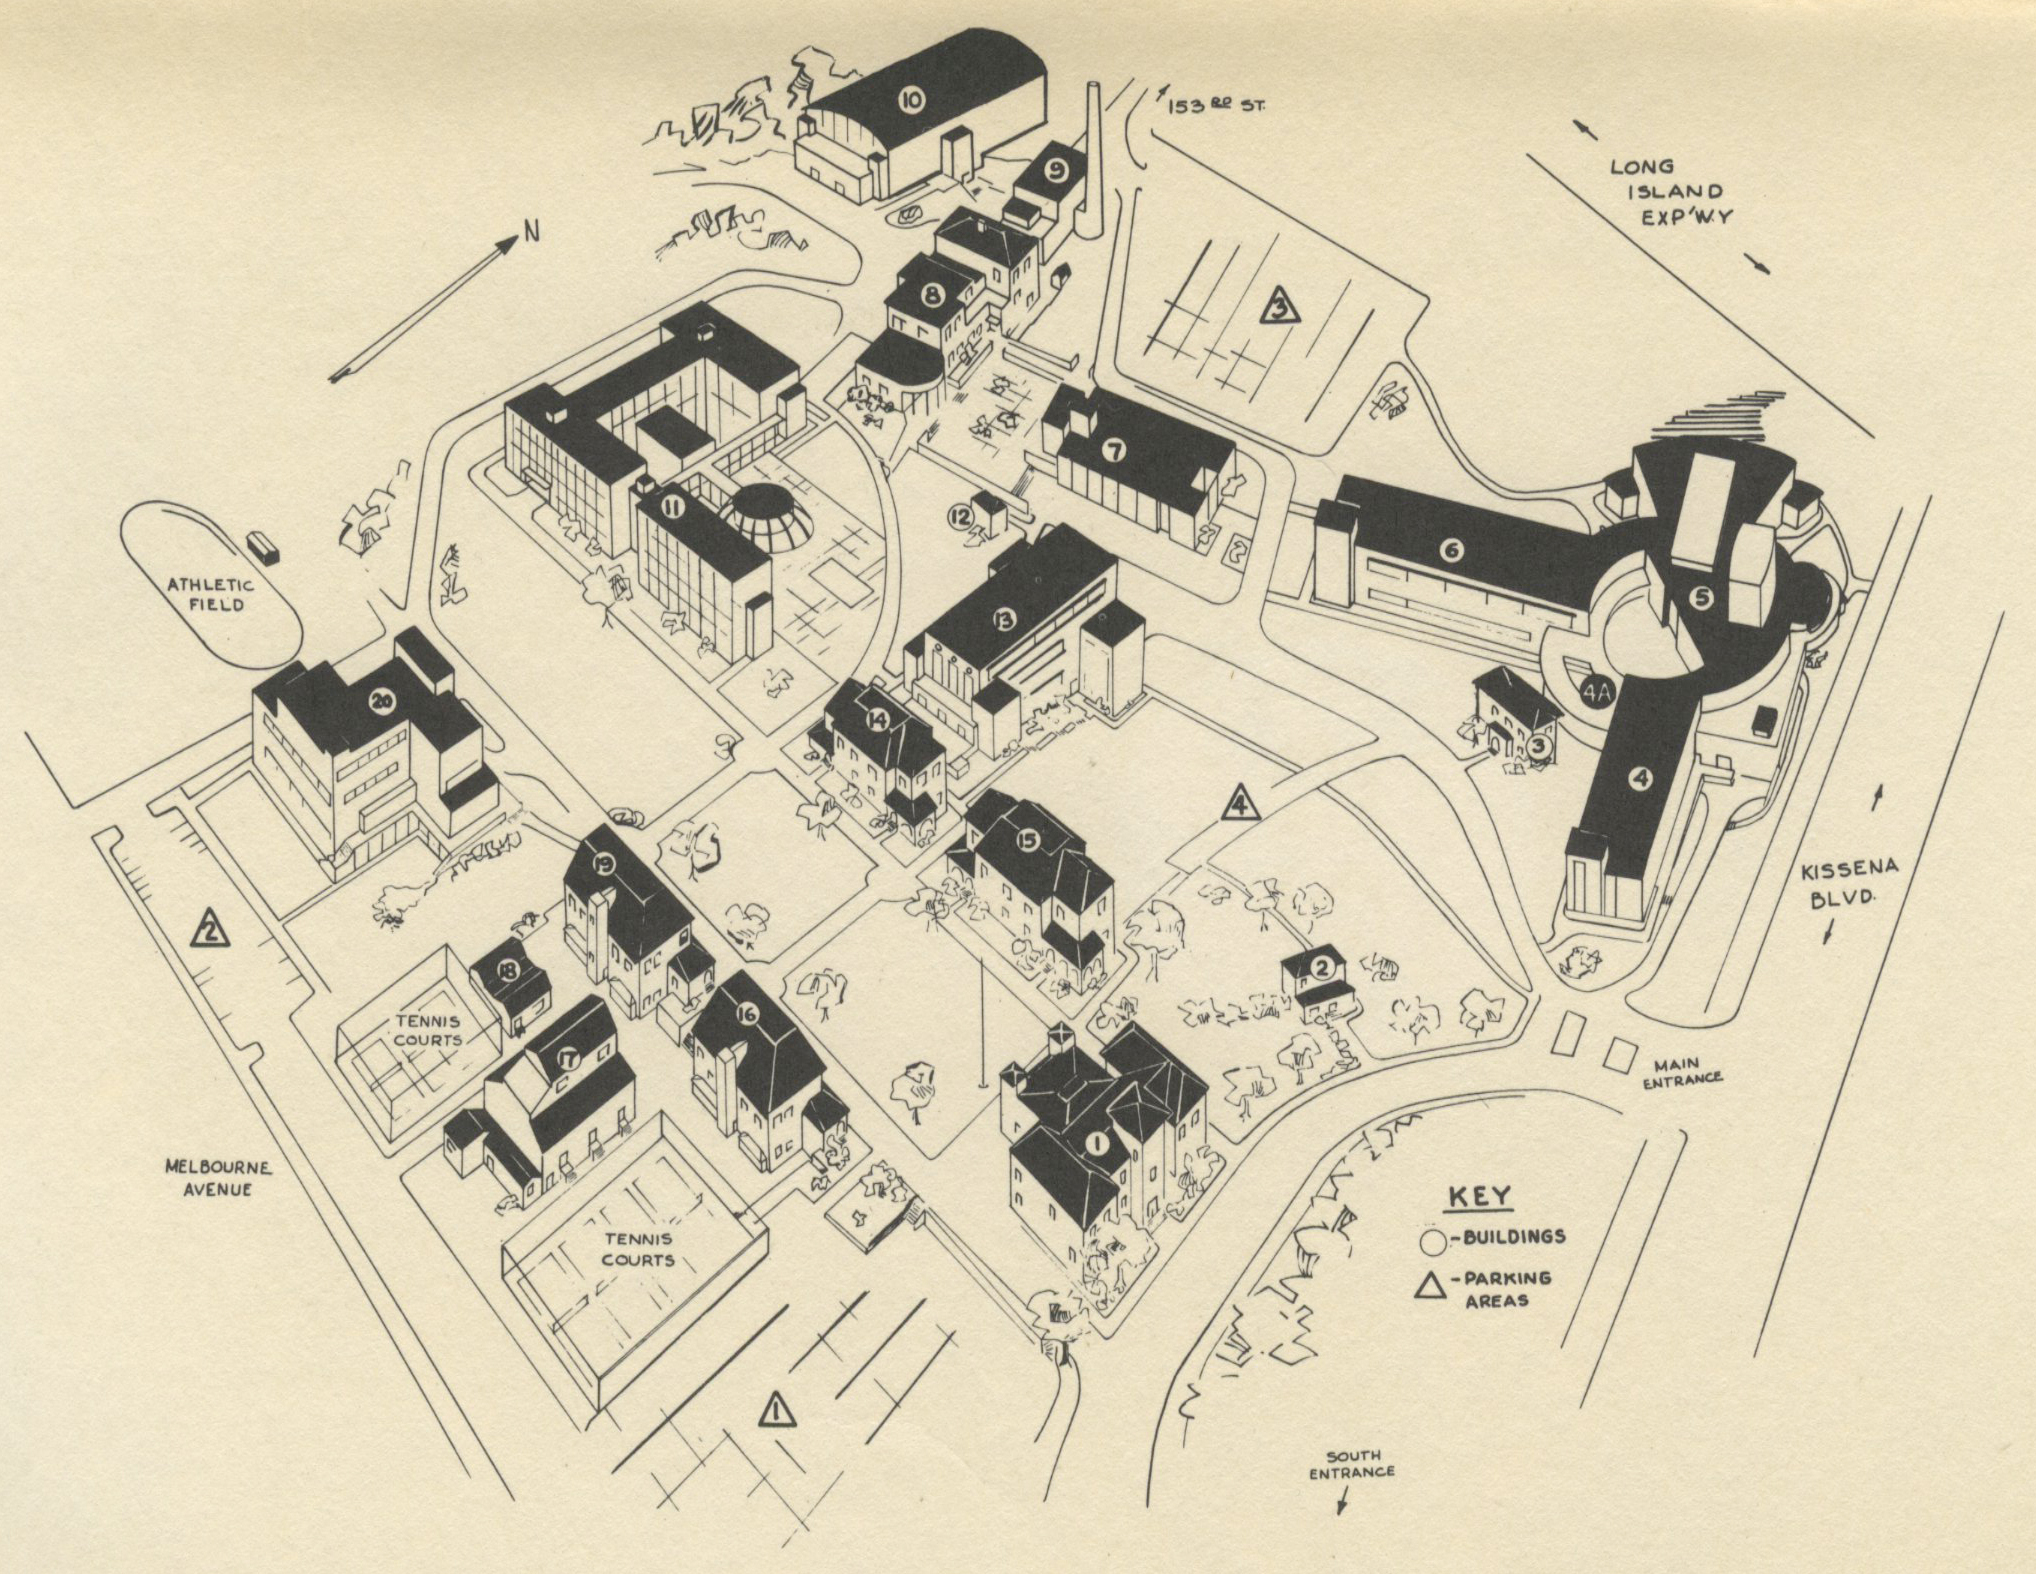 10
153RD ST.
9
LONG
ISLAND
EXP'W.Y
N
8
3
7
11
12
6
5
ATHLETIC
FIELD
13
4A
20
14
3
4
4
15
19
KISSENA
BLVD.
2
18
2
16
TENNIS
COURTS
17
MAIN
ENTRANCE
1
MELBOURNE
AVENUE
KEY
- BUILDINGS
- PARKING
AREAS
TENNIS
COURTS
1
SOUTH
ENTRANCE